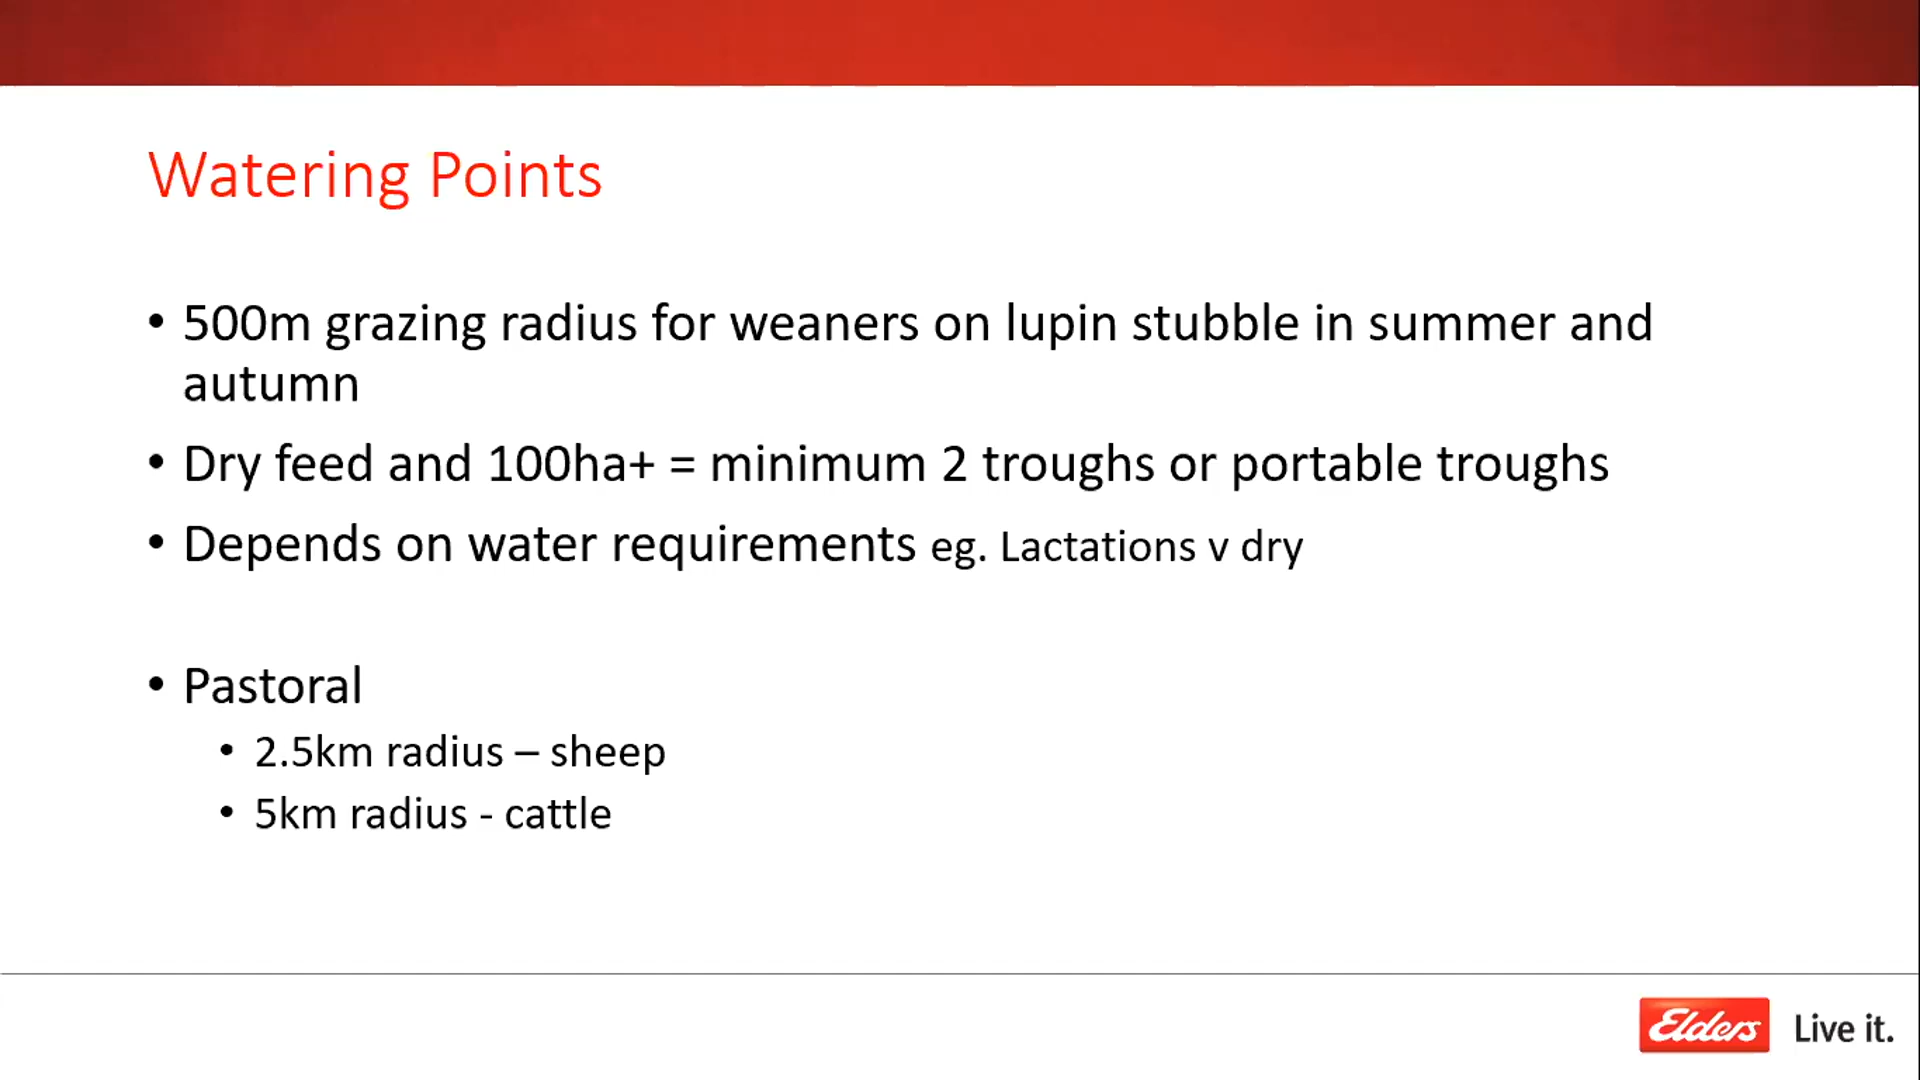 Watering Points
• 500m grazing radius for weaners on lupin stubble in summer and
autumn
• Dry feed and 100ha+ = minimum 2 troughs or portable troughs
• Depends on water requirements eg. Lactations v dry
• Pastoral
• 2.5km radius – sheep
• 5km radius - cattle
Elders Live it.